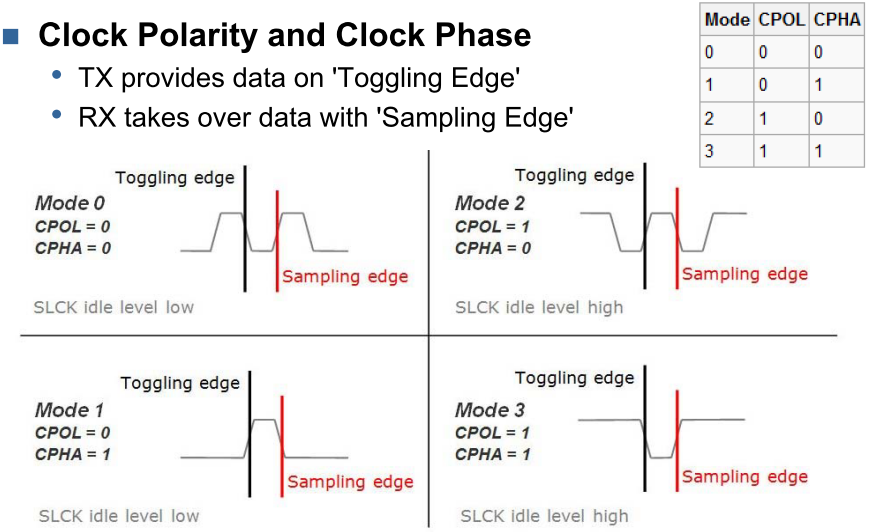 Clock Polarity and Clock Phase
TX provides data on 'Toggling Edge'
RX takes over data with 'Sampling Edge'
Mode CPOL CPHA
0 0 0
1 0 1
2 1 0
3 1 1
Toggling edge
Mode 0
CPOL = 0
CPHA = 0
Sampling edge
SLCK idle level low
Toggling edge
Mode 2
CPOL = 1
CPHA = 0
Sampling edge
SLCK idle level high
Toggling edge
Mode 1
CPOL = 0
CPHA = 1
Sampling edge
SLCK idle level low
Toggling edge
Mode 3
CPOL = 1
CPHA = 1
Sampling edge
SLCK idle level high